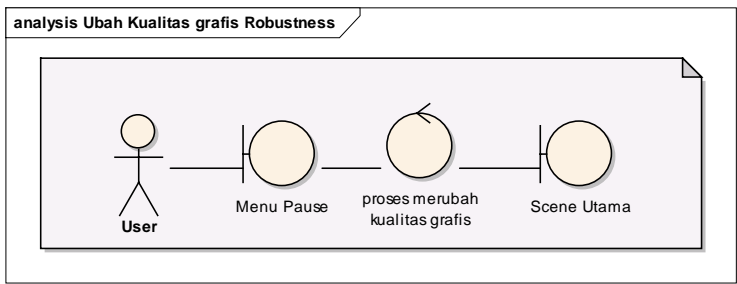 analysis Ubah Kualitas grafis Robustness
User
Menu Pause
proses merubah
kualitas grafis
Scene Utama